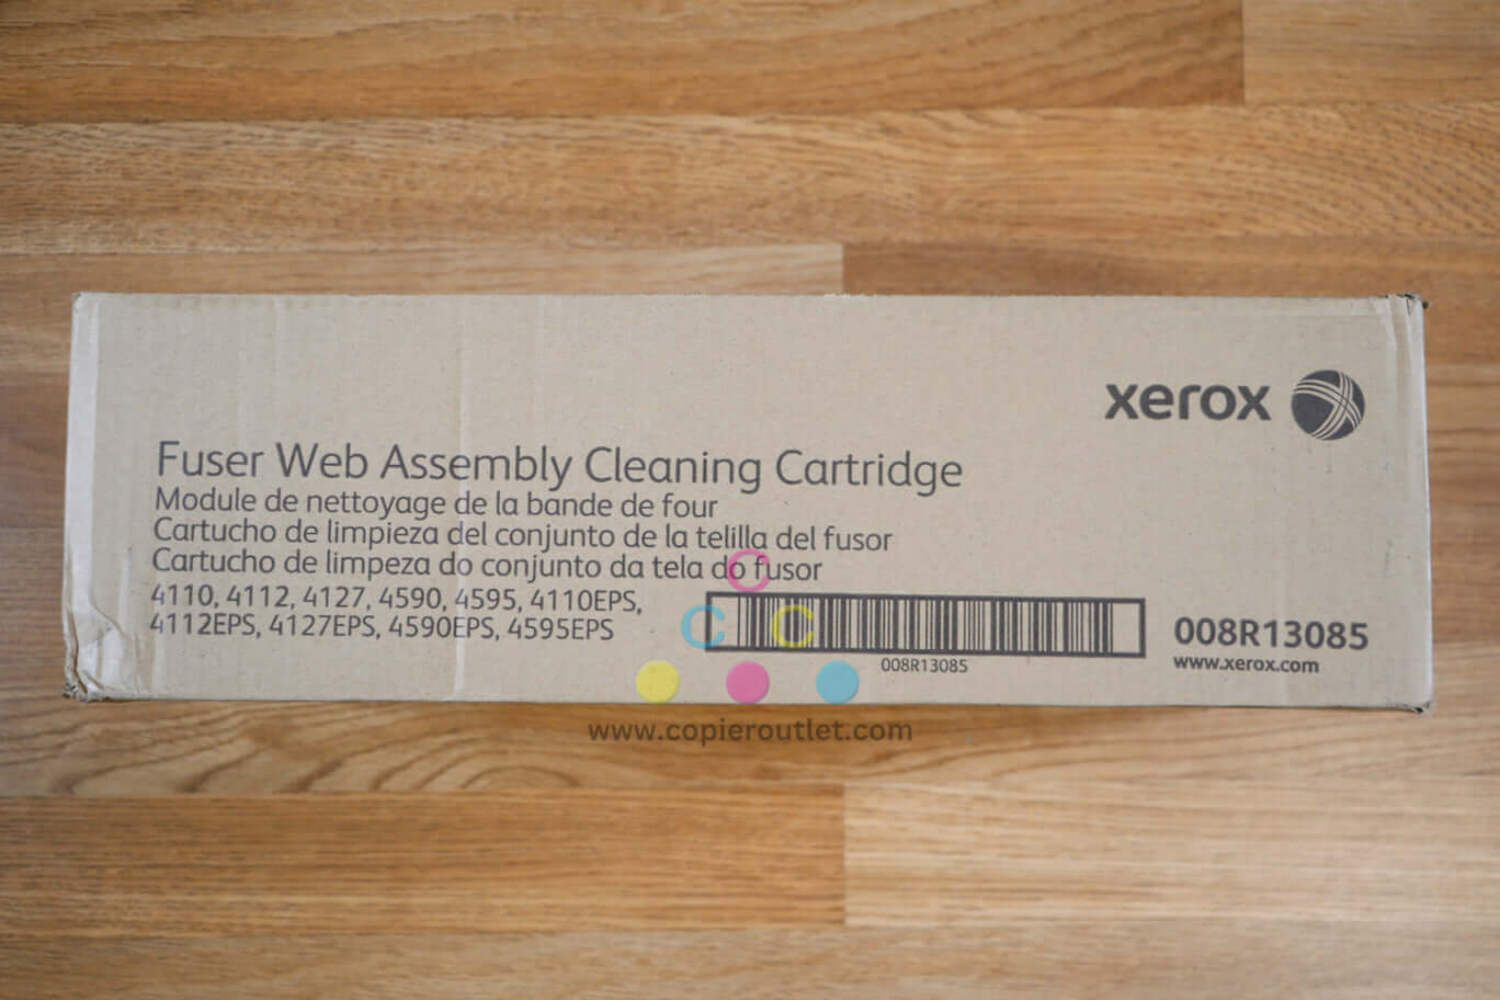 xerox
Fuser Web Assembly Cleaning Cartridge
Module de nettoyage de la bande de four
Cartucho de limpieza del conjunto de la telilla del fusor
Cartucho de limpeza do conjunto da tela do fusor
4110, 4112, 4127, 4590, 4595, 4110EPS,
4112EPS, 4127EPS, 4590EPS, 4595EPS
C
C C
008R13085
008R13085
www.xerox.com
www.copieroutlet.com